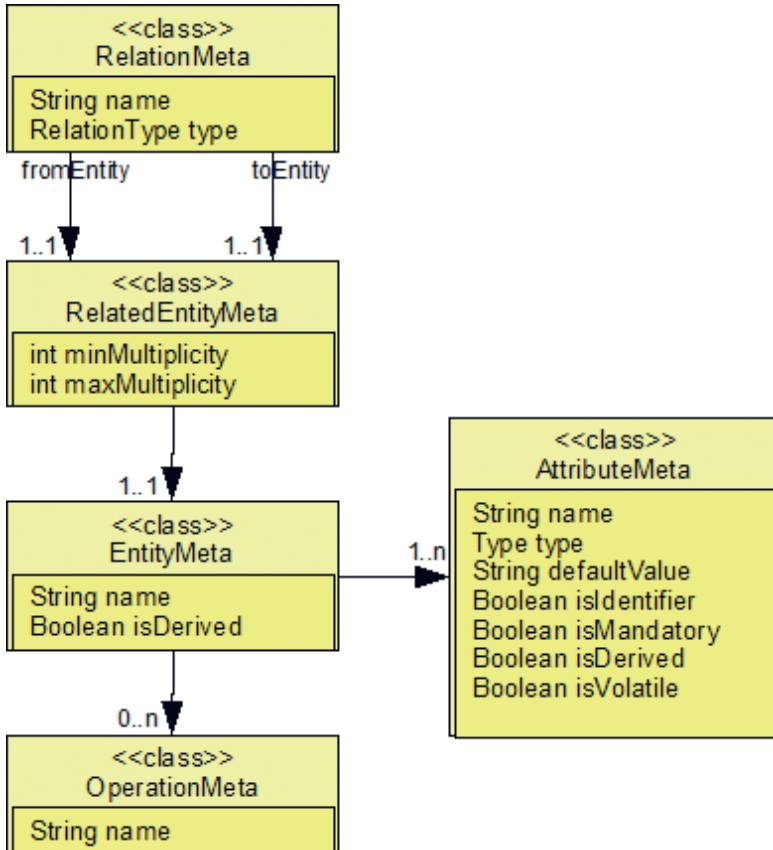 <<class>>
RelationMeta
String name
RelationType type
fromEntity
toEntity
1..1
1..1
<<class>>
RelatedEntityMeta
int minMultiplicity
int maxMultiplicity
1..1
<<class>>
EntityMeta
String name
Boolean isDerived
1..n
<<class>>
AttributeMeta
String name
Type type
String defaultValue
Boolean isIdentifier
Boolean isMandatory
Boolean isDerived
Boolean isVolatile
0..n
<<class>>
OperationMeta
String name